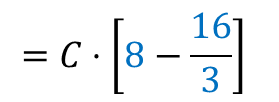 = C · [8 − 16/3]